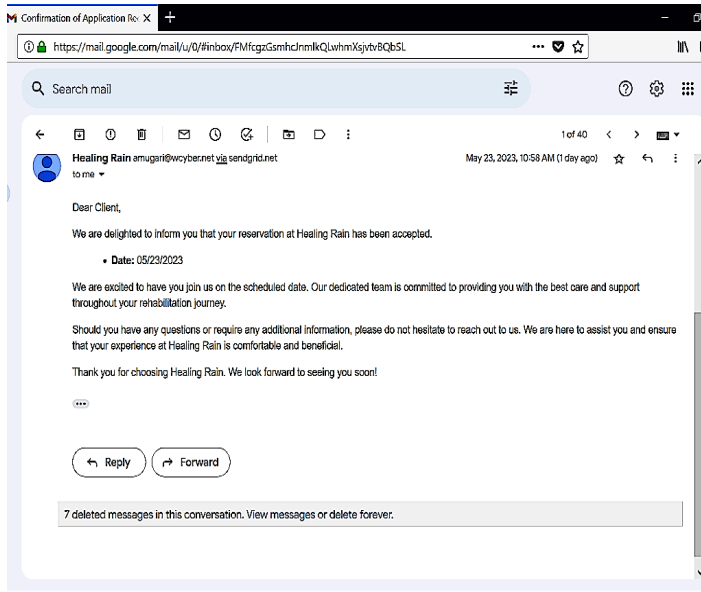 Confirmation of Application Re
https://mail.google.com/mail/u/0/#inbox/FMfcgzGsmhcJnmlkQLwhmXsjvtvBQbSL
Search mail
1 of 40
Healing Rain amugari@wcyber.net via sendgrid.net
May 23, 2023, 10:58 AM (1 day ago)
to me
Dear Client,
We are delighted to inform you that your reservation at Healing Rain has been accepted.
• Date: 05/23/2023
We are excited to have you join us on the scheduled date. Our dedicated team is committed to providing you with the best care and support
throughout your rehabilitation journey.
Should you have any questions or require any additional information, please do not hesitate to reach out to us. We are here to assist you and ensure
that your experience at Healing Rain is comfortable and beneficial.
Thank you for choosing Healing Rain. We look forward to seeing you soon!
Reply
Forward
7 deleted messages in this conversation. View messages or delete forever.